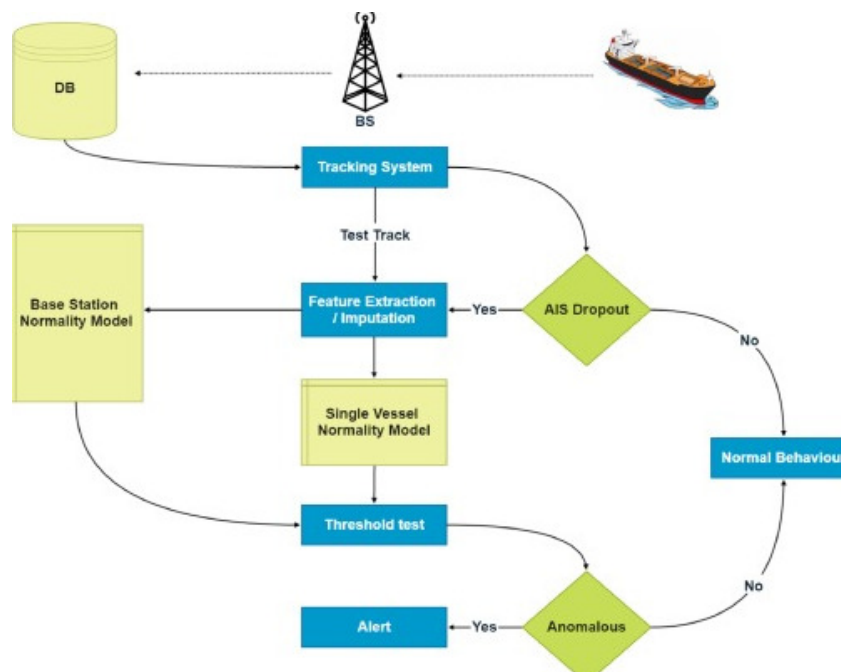 DB
BS
Tracking System
Test Track
Base Station
Normality Model
Feature Extraction
/ Imputation
Yes
AIS Dropout
No
Single Vessel
Normality Model
Normal Behaviour
Threshold test
No
Alert
Yes
Anomalous